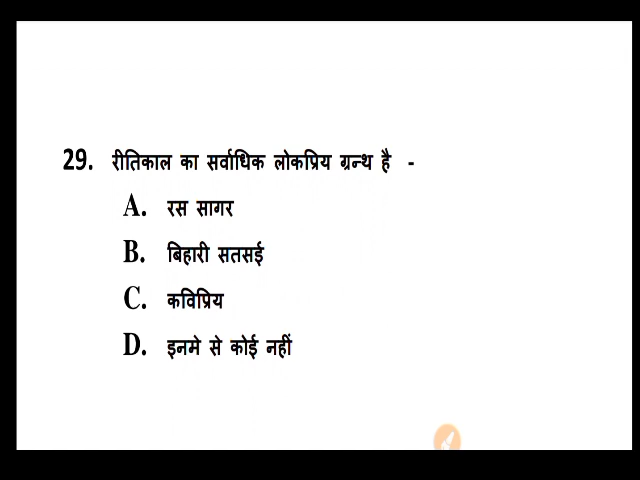 29. रीतिकाल का सर्वाधिक लोकप्रिय ग्रन्थ है -
A. रस सागर
B. बिहारी सतसई
C. कविप्रिय
D. इनमे से कोई नहीं